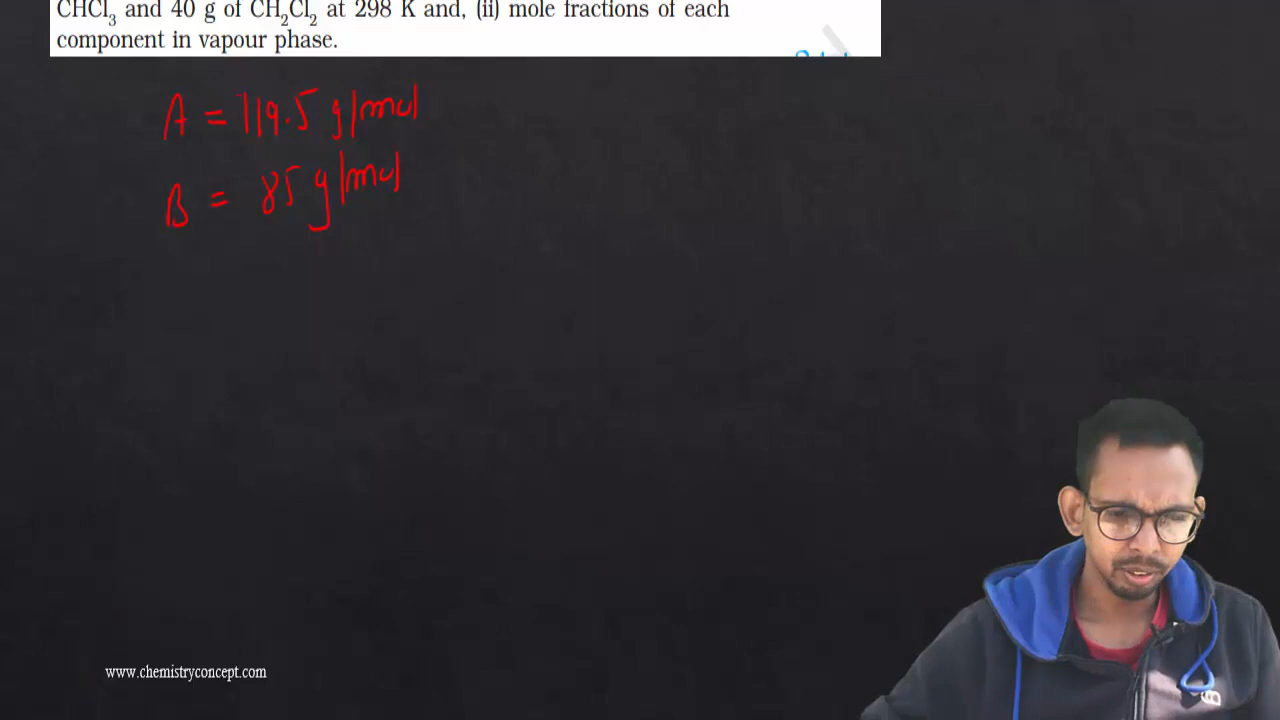 CHCl₃ and 40 g of CH₂Cl₂ at 298 K and, (ii) mole fractions of each
component in vapour phase.
A = 119.5 g/mol
B = 85 g/mol
www.chemistryconcept.com